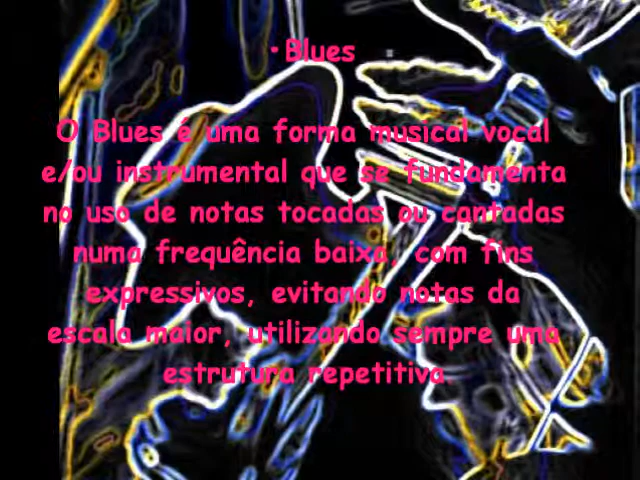 • Blues
O Blues é uma forma musical vocal
e/ou instrumental que se fundamenta
no uso de notas tocadas ou cantadas
numa frequência baixa, com fins
expressivos, evitando notas da
escala maior, utilizando sempre uma
estrutura repetitiva.